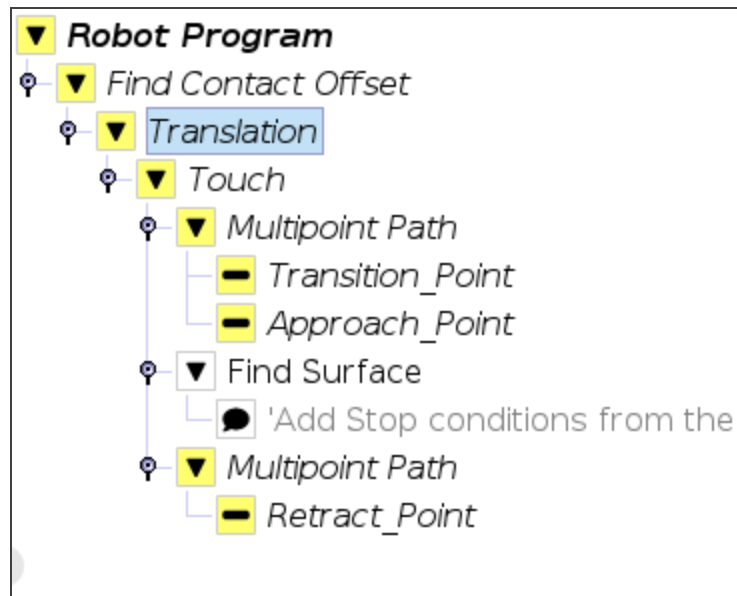 Robot Program
Find Contact Offset
Translation
Touch
Multipoint Path
Transition_Point
Approach_Point
Find Surface
'Add Stop conditions from the
Multipoint Path
Retract_Point